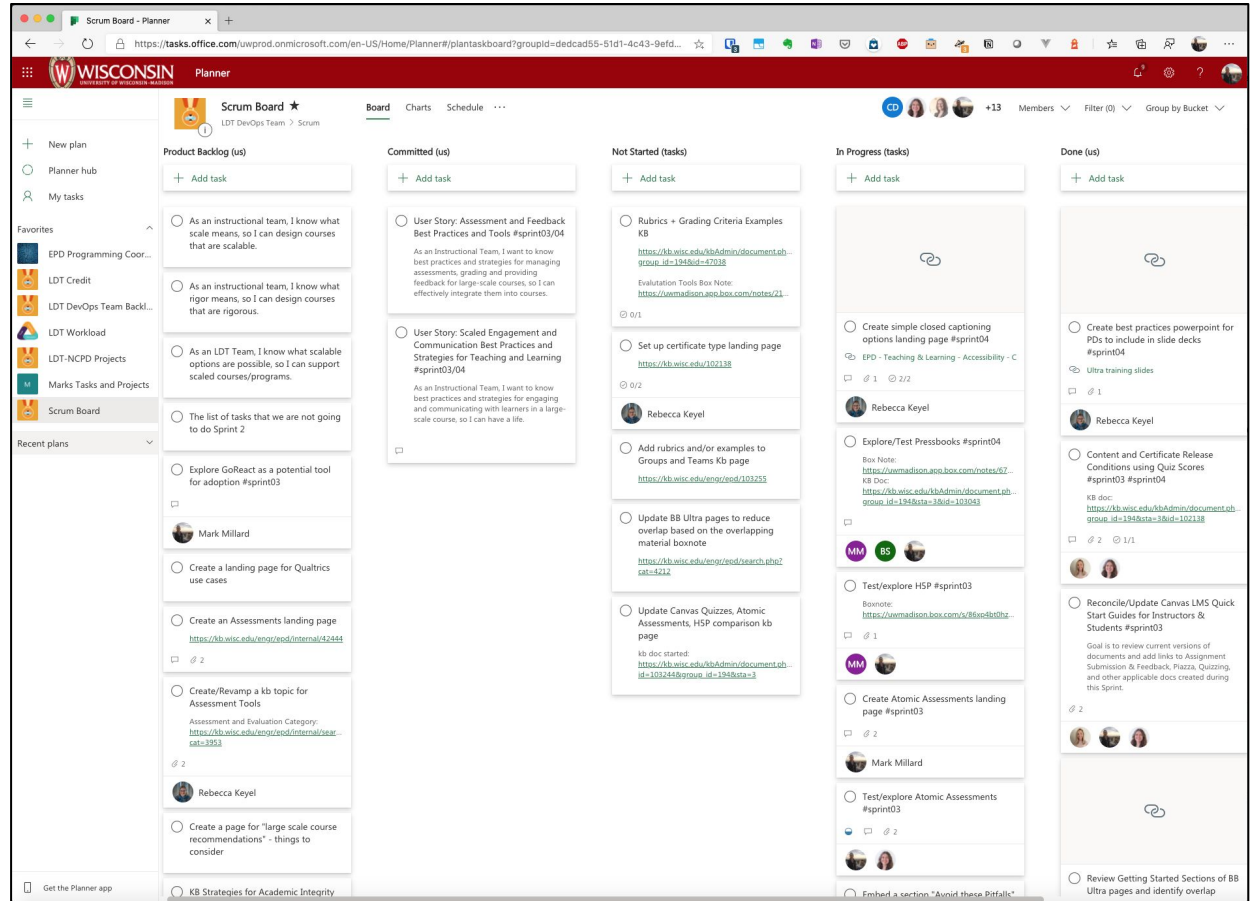 Scrum Board - Planner
https://tasks.office.com/uwprod.onmicrosoft.com/en-US/Home/Planner#/plantaskboard?groupId=dedcad55-51d1-4c43-9efd...
W WISCONSIN
UNIVERSITY OF WISCONSIN-MADISON
Planner
Scrum Board ★
LDT DevOps Team > Scrum
Board Charts Schedule ...
CD +13 Members Filter (0) Group by Bucket
New plan
Planner hub
My tasks
Favorites
EPD Programming Coor...
LDT Credit
LDT DevOps Team Backl...
LDT Workload
LDT-NCPD Projects
M Marks Tasks and Projects
Scrum Board
Recent plans
Get the Planner app
Product Backlog (us)
+ Add task
As an instructional team, I know what
scale means, so I can design courses
that are scalable.
As an instructional team, I know what
rigor means, so I can design courses
that are rigorous.
As an LDT Team, I know what scalable
options are possible, so I can support
scaled courses/programs.
The list of tasks that we are not going
to do Sprint 2
Explore GoReact as a potential tool
for adoption #sprint03
Mark Millard
Create a landing page for Qualtrics
use cases
Create an Assessments landing page
https://kb.wisc.edu/engr/epd/internal/42444
2
Create/Revamp a kb topic for
Assessment Tools
Assessment and Evaluation Category:
https://kb.wisc.edu/engr/epd/internal/sear...
cat=3953
2
Rebecca Keyel
Create a page for "large scale course
recommendations" - things to
consider
KB Strategies for Academic Integrity
Committed (us)
+ Add task
User Story: Assessment and Feedback
Best Practices and Tools #sprint03/04
As an Instructional Team, I want to know
best practices and strategies for managing
assessments, grading and providing
feedback for large-scale courses, so I can
effectively integrate them into courses.
User Story: Scaled Engagement and
Communication Best Practices and
Strategies for Teaching and Learning
#sprint03/04
As an Instructional Team, I want to know
best practices and strategies for engaging
and communicating with learners in a large-
scale course, so I can have a life.
Not Started (tasks)
+ Add task
Rubrics + Grading Criteria Examples
KB
https://kb.wisc.edu/kbAdmin/document.ph...
group_id=194&id=47038
Evalutation Tools Box Note:
https://uwmadison.app.box.com/notes/21...
0/1
Set up certificate type landing page
https://kb.wisc.edu/102138
0/2
Rebecca Keyel
Add rubrics and/or examples to
Groups and Teams Kb page
https://kb.wisc.edu/engr/epd/103255
Update BB Ultra pages to reduce
overlap based on the overlapping
material boxnote
https://kb.wisc.edu/engr/epd/search.php?
cat=4212
Update Canvas Quizzes, Atomic
Assessments, H5P comparison kb
page
kb doc started:
https://kb.wisc.edu/kbAdmin/document.ph...
id=103244&group_id=194&sta=3
In Progress (tasks)
+ Add task
Create simple closed captioning
options landing page #sprint04
EPD - Teaching & Learning - Accessibility - C
1 2/2
Rebecca Keyel
Explore/Test Pressbooks #sprint04
Box Note:
https://uwmadison.app.box.com/notes/67...
KB Doc:
https://kb.wisc.edu/kbAdmin/document.ph...
group_id=194&sta=3&id=103043
MM BS
Test/explore H5P #sprint03
Boxnote:
https://uwmadison.box.com/s/86xp4bt0hz...
1
MM
Create Atomic Assessments landing
page #sprint03
2
Mark Millard
Test/explore Atomic Assessments
#sprint03
2
Embed a section "Avoid these Pitfalls"
Done (us)
+ Add task
Create best practices powerpoint for
PDs to include in slide decks
#sprint04
Ultra training slides
1
Rebecca Keyel
Content and Certificate Release
Conditions using Quiz Scores
#sprint03 #sprint04
KB doc:
https://kb.wisc.edu/kbAdmin/document.ph...
group_id=194&sta=3&id=102138
2 1/1
Reconcile/Update Canvas LMS Quick
Start Guides for Instructors &
Students #sprint03
Goal is to review current versions of
documents and add links to Assignment
Submission & Feedback, Piazza, Quizzing,
and other applicable docs created during
this Sprint.
2
Review Getting Started Sections of BB
Ultra pages and identify overlap